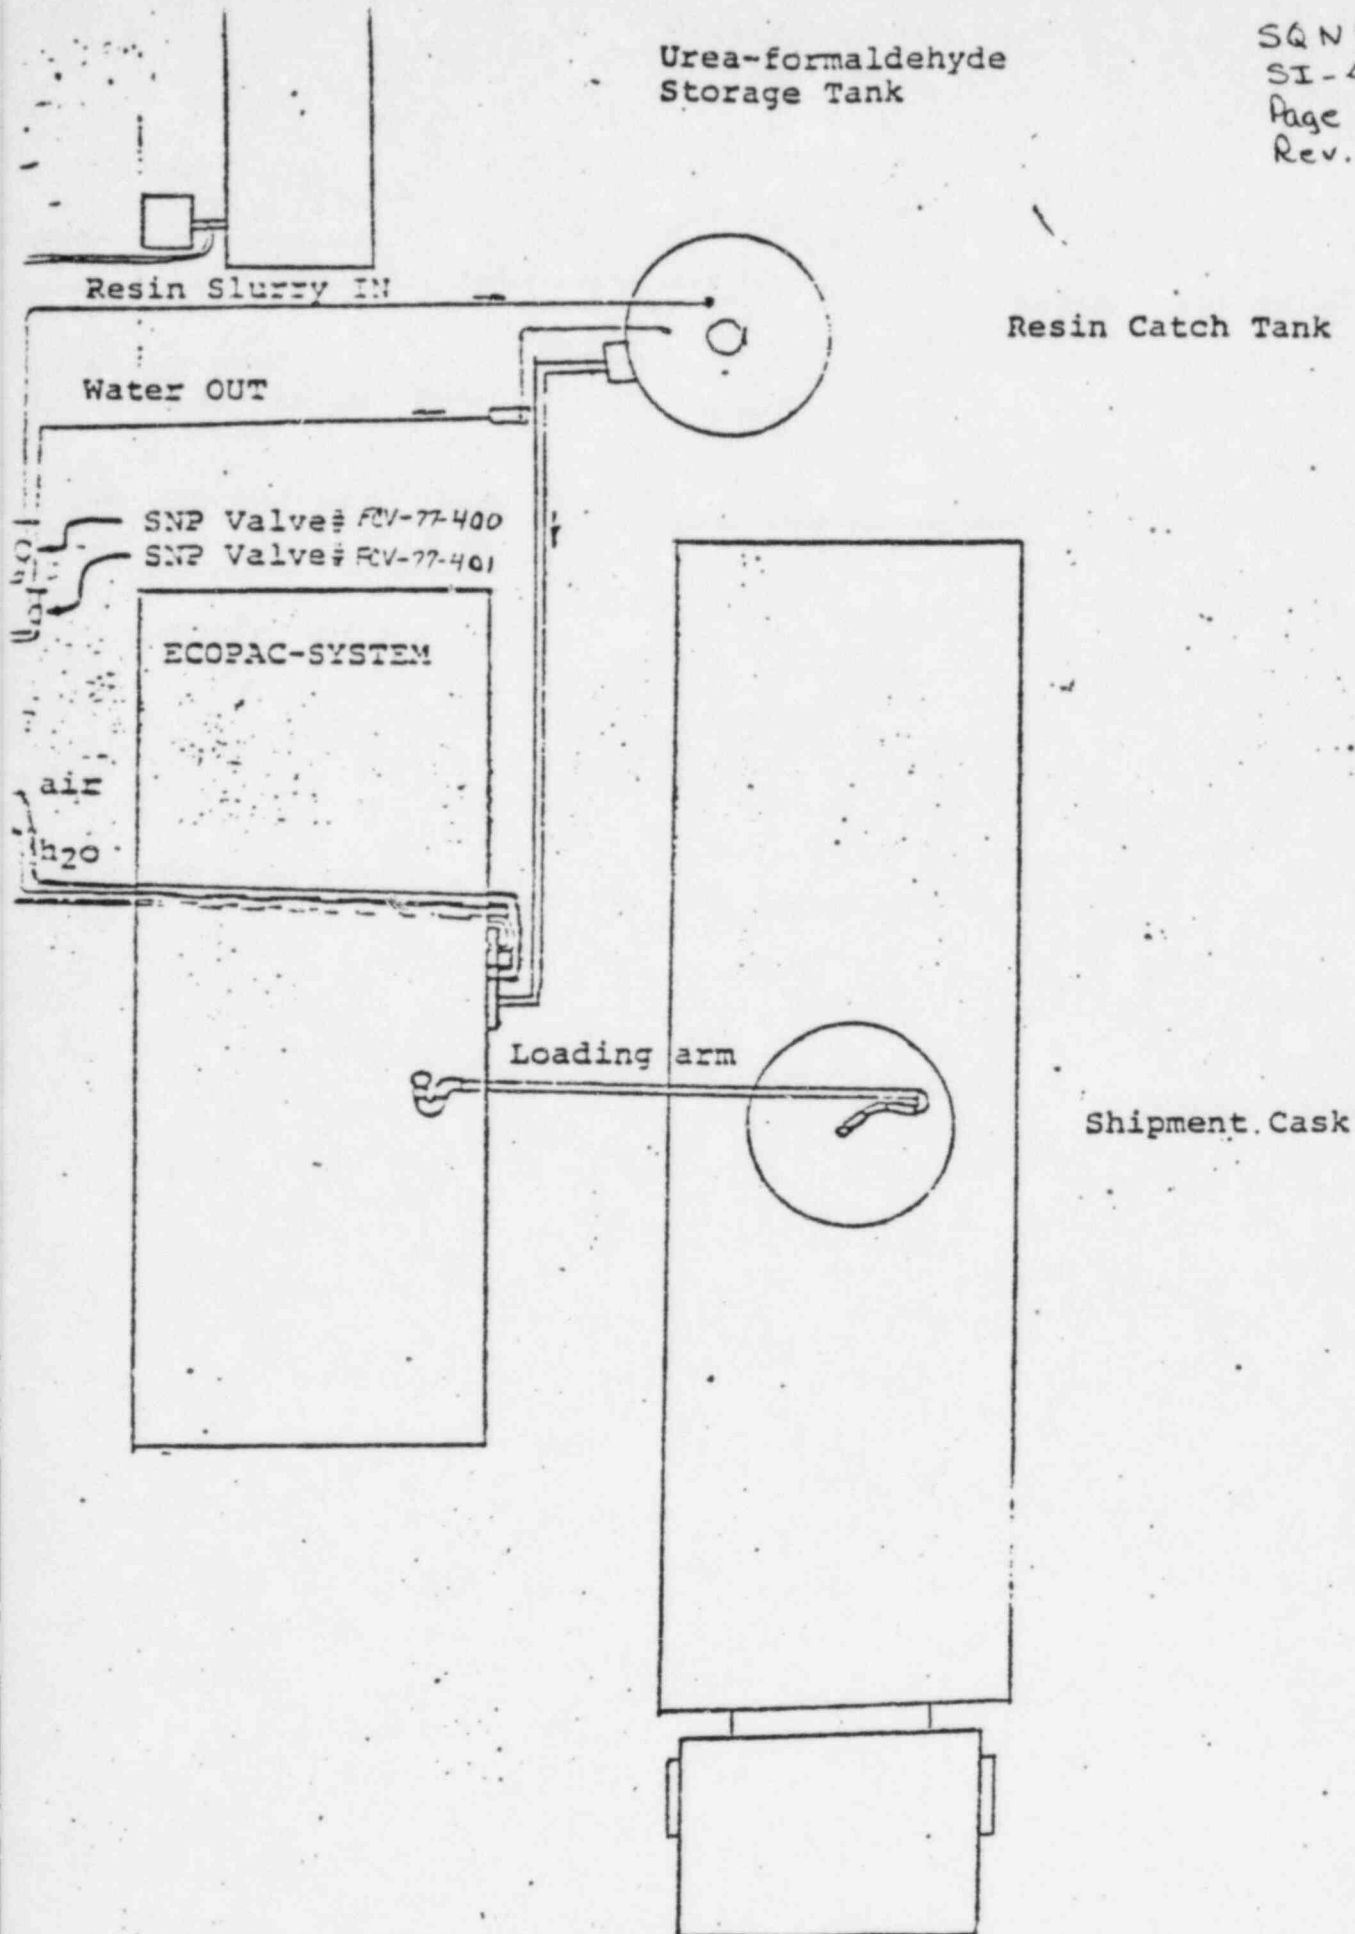 Urea-formaldehyde
Storage Tank
SQN
SI-
Page
Rev.
Resin Slurry IN
Resin Catch Tank
Water OUT
SNP Valve# FCV-77-400
SNP Valve# FCV-77-401
ECOPAC-SYSTEM
air
h2o
Loading arm
Shipment Cask